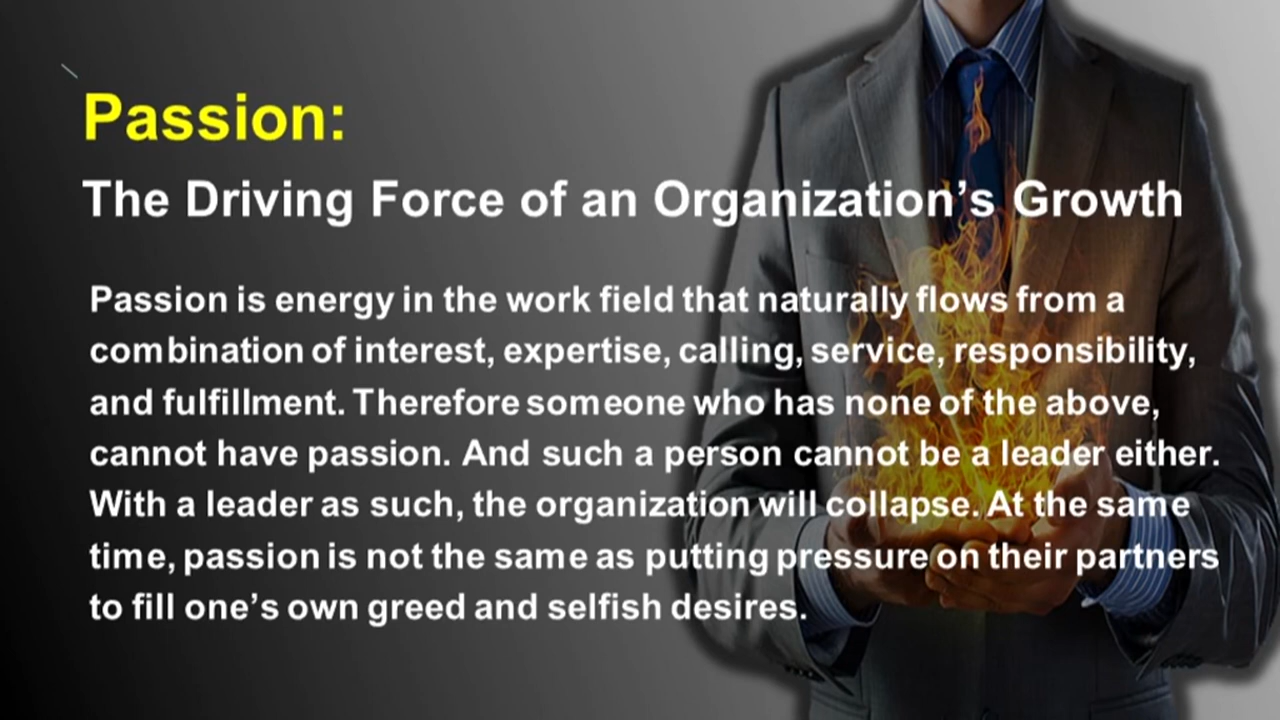 Passion:
The Driving Force of an Organization’s Growth
Passion is energy in the work field that naturally flows from a
combination of interest, expertise, calling, service, responsibility,
and fulfillment. Therefore someone who has none of the above,
cannot have passion. And such a person cannot be a leader either.
With a leader as such, the organization will collapse. At the same
time, passion is not the same as putting pressure on their partners
to fill one’s own greed and selfish desires.